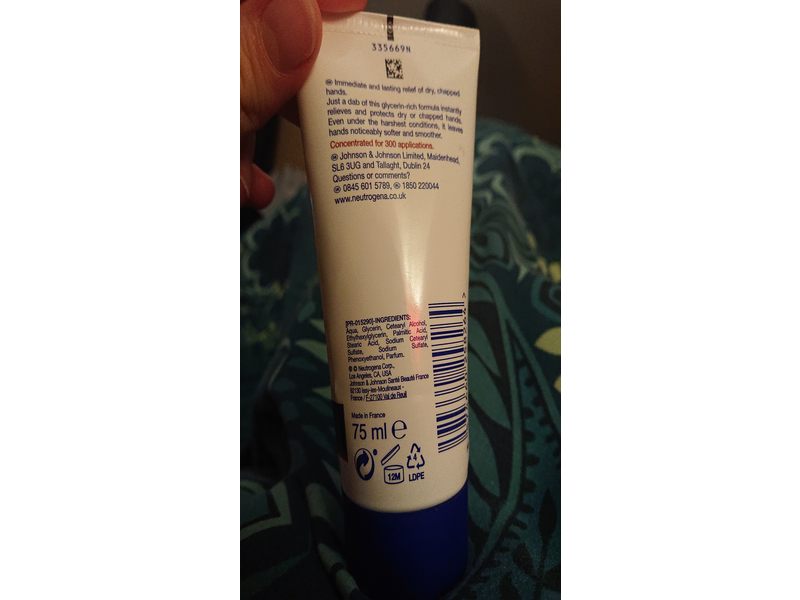 335669N
Immediate and lasting relief of dry, chapped
hands.
Just a dab of this glycerin-rich formula instantly
relieves and protects dry or chapped hands.
Even under the harshest conditions, it leaves
hands noticeably softer and smoother.
Concentrated for 300 applications.
Johnson & Johnson Limited, Maidenhead,
SL6 3UG and Tallaght, Dublin 24
Questions or comments?
0845 601 5789, 1850 220044
www.neutrogena.co.uk
[PR-015290]-INGREDIENTS:
Aqua, Glycerin, Cetearyl Alcohol,
Ethylhexylglycerin, Palmitic Acid,
Stearic Acid, Sodium Cetearyl
Sulfate, Sodium Sulfate,
Phenoxyethanol, Parfum.
® © Neutrogena Corp.,
Los Angeles, CA, USA
Johnson & Johnson Santé Beauté France
92130 Issy-les-Moulineaux -
France / F-27100 Val de Reuil
Made in France
75 ml e
12M
4
LDPE